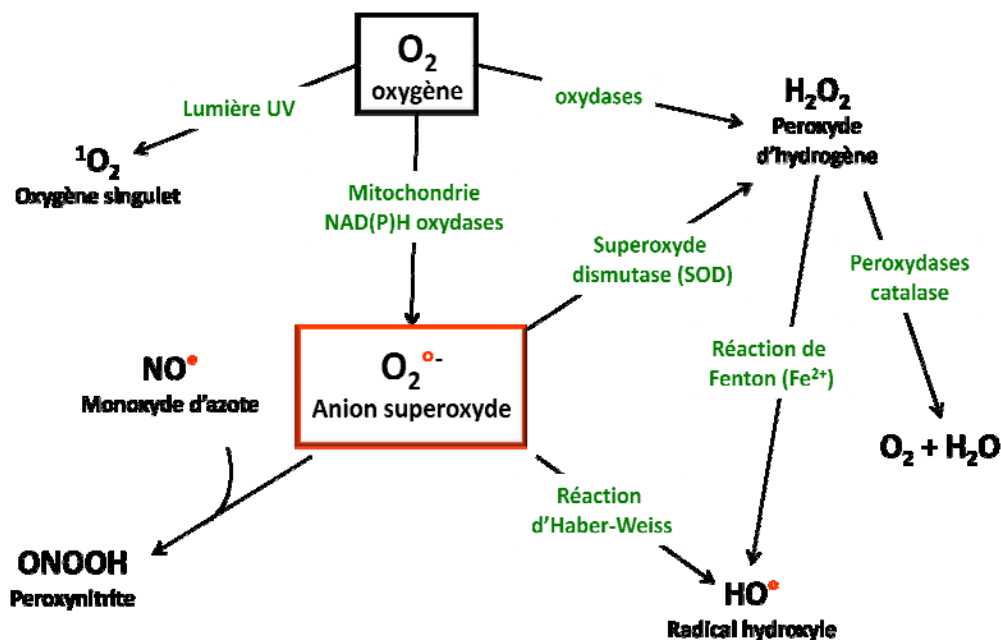 O₂
oxygène
Lumière UV
oxydases
H₂O₂
Peroxyde
d'hydrogène
¹O₂
Oxygène singulet
Mitochondrie
NAD(P)H oxydases
Superoxyde
dismutase (SOD)
Peroxydases
catalase
NO°
Monoxyde d'azote
O₂°-
Anion superoxyde
Réaction de
Fenton (Fe²⁺)
O₂ + H₂O
Réaction
d'Haber-Weiss
ONOOH
Peroxynitrite
HO°
Radical hydroxyle